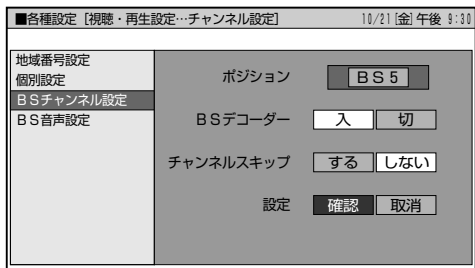 ■各種設定［視聴・再生設定…チャンネル設定］ 10/21[金]午後 9:30
地域番号設定
個別設定
ＢＳチャンネル設定
ＢＳ音声設定
ポジション ＢＳ５
ＢＳデコーダー 入 切
チャンネルスキップ する しない
設定 確認 取消